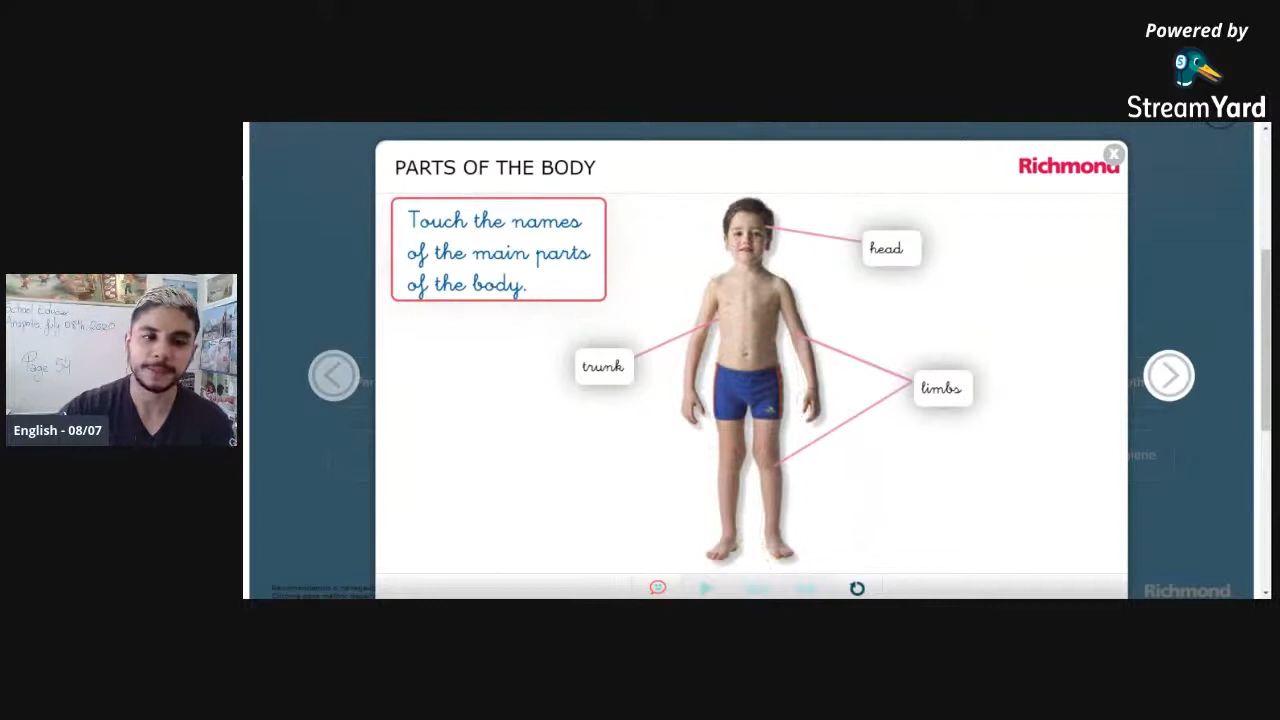 Powered by
StreamYard
PARTS OF THE BODY
Richmond
Touch the names
of the main parts
of the body.
head
trunk
limbs
Page 54
English - 08/07
Richmond